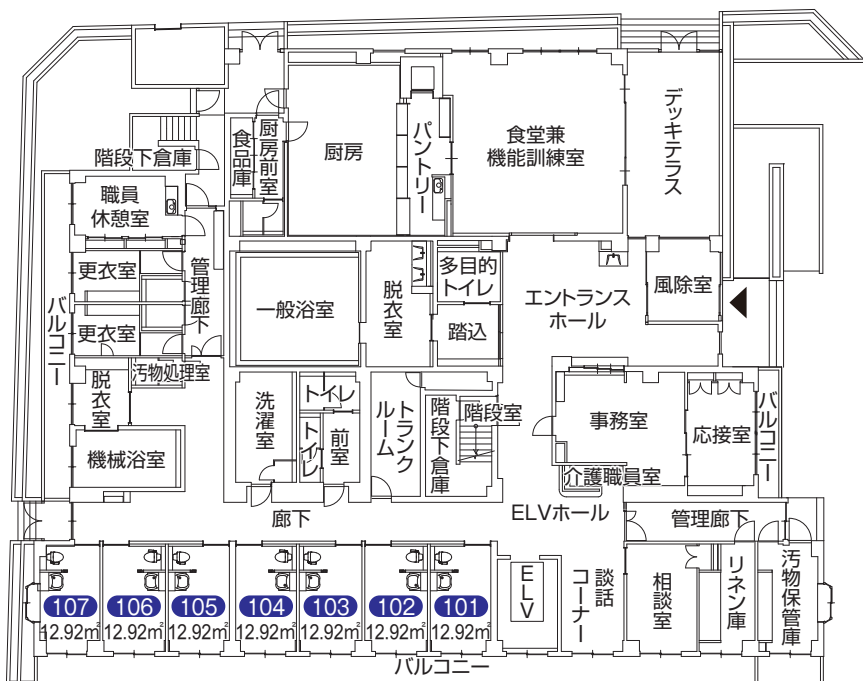 デッキテラス
食堂兼
機能訓練室
パントリー
厨房
厨房前室
食品庫
階段下倉庫
職員
休憩室
更衣室
更衣室
管理廊下
バルコニー
一般浴室
脱衣室
多目的
トイレ
踏込
エントランス
ホール
風除室
汚物処理室
脱衣室
機械浴室
洗濯室
トイレ
トイレ
前室
トランク
ルーム
階段下倉庫
階段室
事務室
応接室
バルコニー
介護職員室
廊下
ELVホール
管理廊下
107
12.92㎡
106
12.92㎡
105
12.92㎡
104
12.92㎡
103
12.92㎡
102
12.92㎡
101
12.92㎡
ELV
談話
コーナー
相談室
リネン庫
汚物保管庫
バルコニー